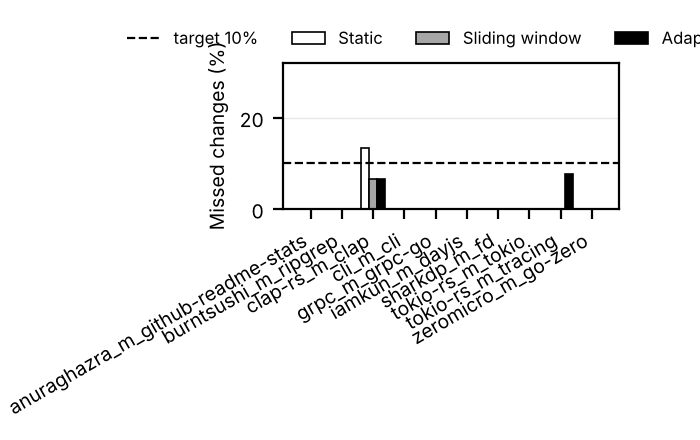 target 10%
Static
Sliding window
Adap
Missed changes (%)
20
0
anuraghazra_m_github-readme-stats
burntsushi_m_ripgrep
clap-rs_m_clap
cli_m_cli
grpc_m_grpc-go
iamkun_m_dayjs
sharkdp_m_fd
tokio-rs_m_tokio
tokio-rs_m_tracing
zeromicro_m_go-zero